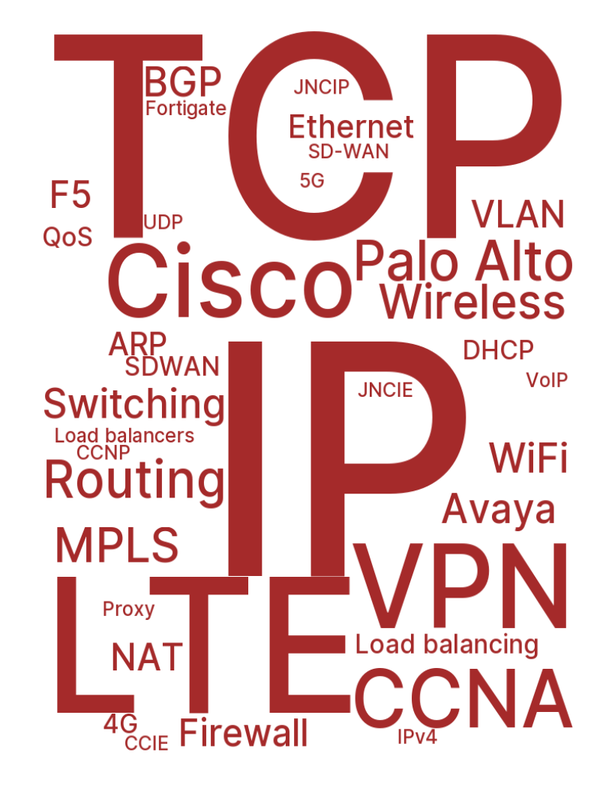 TCP
BGP
Fortigate
JNCIP
Ethernet
SD-WAN
5G
F5
QoS
UDP
VLAN
Cisco
Palo Alto
Wireless
ARP
SDWAN
IP
DHCP
VoIP
JNCIE
Switching
Load balancers
CCNP
Routing
WiFi
Avaya
MPLS
VPN
LTE
Proxy
NAT
Load balancing
CCNA
4G
CCIE
Firewall
IPv4